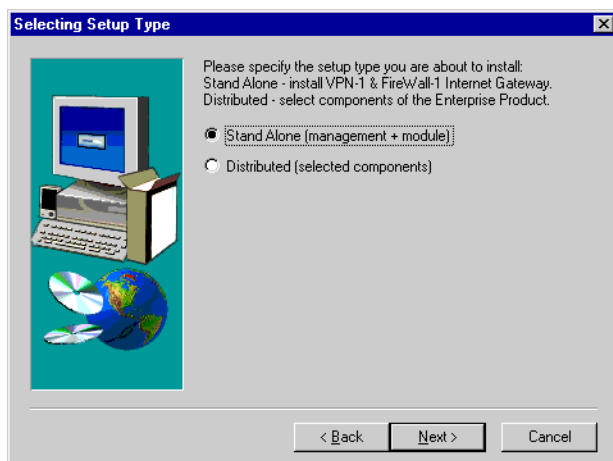 Selecting Setup Type
Please specify the setup type you are about to install:
Stand Alone - install VPN-1 & FireWall-1 Internet Gateway.
Distributed - select components of the Enterprise Product.
Stand Alone (management + module)
Distributed (selected components)
< Back
Next >
Cancel